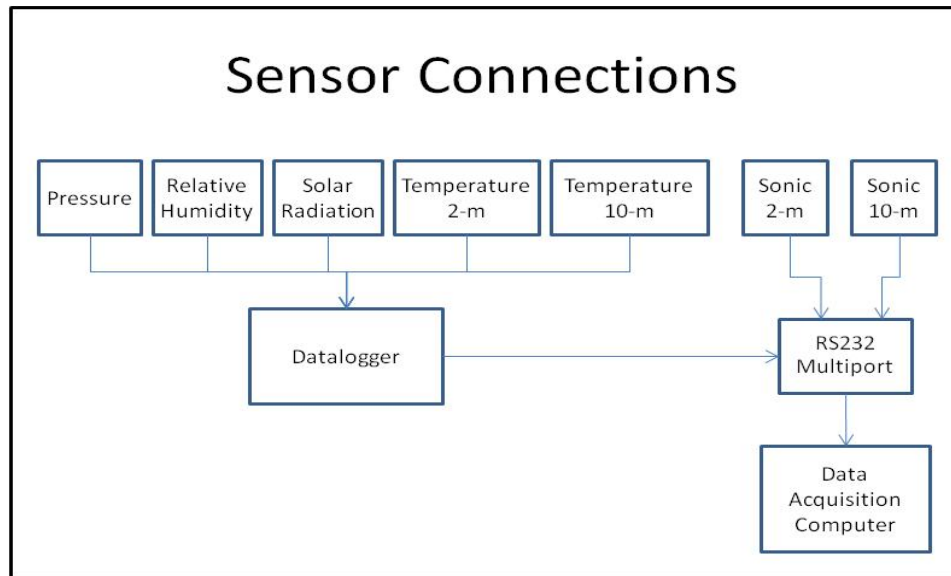 Sensor Connections
Pressure
Relative
Humidity
Solar
Radiation
Temperature
2-m
Temperature
10-m
Sonic
2-m
Sonic
10-m
Datalogger
RS232
Multiport
Data
Acquisition
Computer